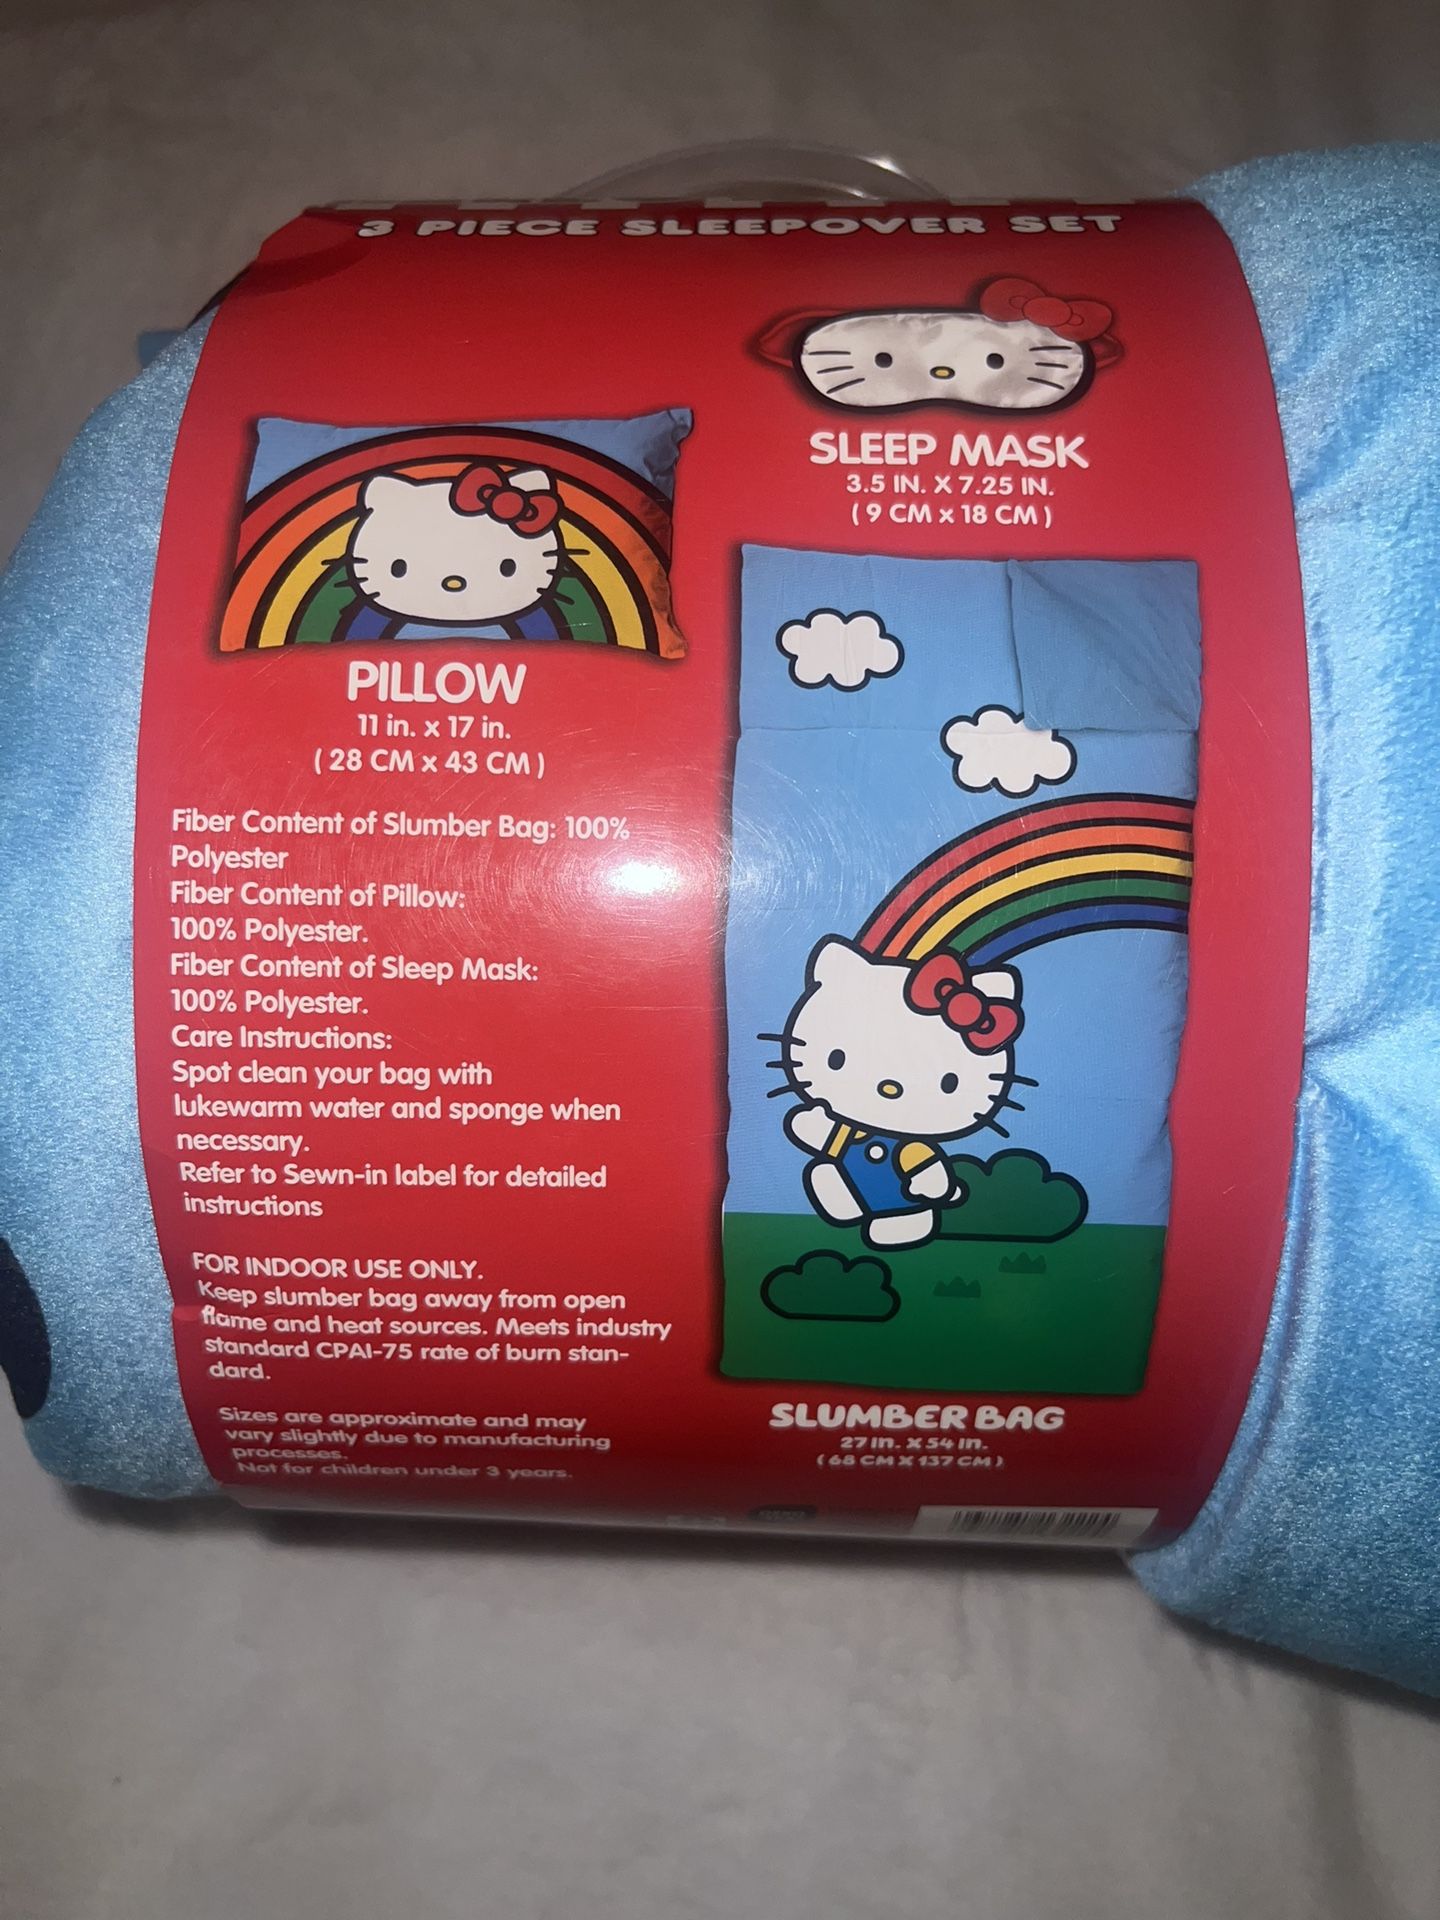 3 PIECE SLEEPOVER SET
SLEEP MASK
3.5 IN. X 7.25 IN.
( 9 CM x 18 CM )
PILLOW
11 in. x 17 in.
( 28 CM x 43 CM )
Fiber Content of Slumber Bag: 100%
Polyester
Fiber Content of Pillow:
100% Polyester.
Fiber Content of Sleep Mask:
100% Polyester.
Care Instructions:
Spot clean your bag with
lukewarm water and sponge when
necessary.
Refer to Sewn-in label for detailed
instructions
FOR INDOOR USE ONLY.
Keep slumber bag away from open
flame and heat sources. Meets industry
standard CPAI-75 rate of burn stan-
dard.
Sizes are approximate and may
vary slightly due to manufacturing
processes.
Not for children under 3 years.
SLUMBER BAG
27 in. X 54 in.
( 68 CM X 137 CM )